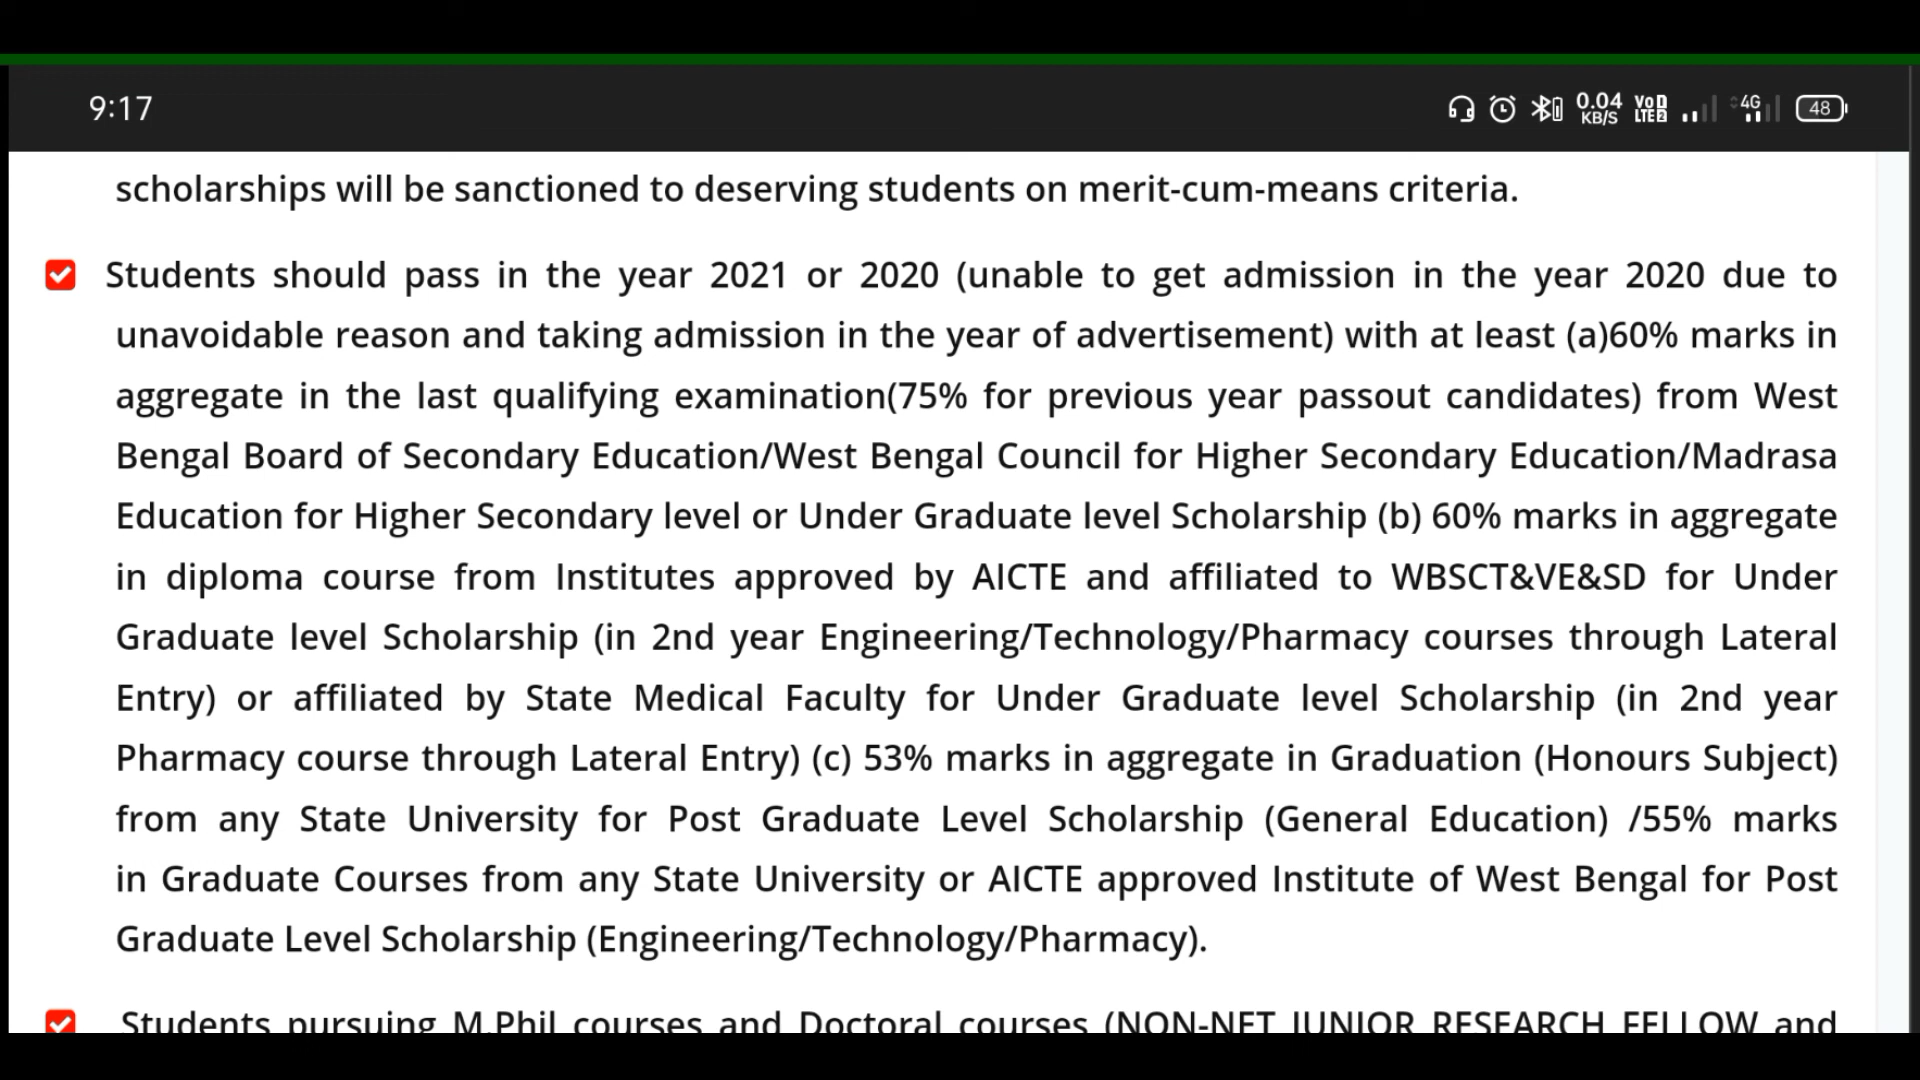 9:17
0.04
KB/S
Vo D
LTE 2
4G
48
scholarships will be sanctioned to deserving students on merit-cum-means criteria.
Students should pass in the year 2021 or 2020 (unable to get admission in the year 2020 due to
unavoidable reason and taking admission in the year of advertisement) with at least (a)60% marks in
aggregate in the last qualifying examination(75% for previous year passout candidates) from West
Bengal Board of Secondary Education/West Bengal Council for Higher Secondary Education/Madrasa
Education for Higher Secondary level or Under Graduate level Scholarship (b) 60% marks in aggregate
in diploma course from Institutes approved by AICTE and affiliated to WBSCT&VE&SD for Under
Graduate level Scholarship (in 2nd year Engineering/Technology/Pharmacy courses through Lateral
Entry) or affiliated by State Medical Faculty for Under Graduate level Scholarship (in 2nd year
Pharmacy course through Lateral Entry) (c) 53% marks in aggregate in Graduation (Honours Subject)
from any State University for Post Graduate Level Scholarship (General Education) /55% marks
in Graduate Courses from any State University or AICTE approved Institute of West Bengal for Post
Graduate Level Scholarship (Engineering/Technology/Pharmacy).
Students pursuing M.Phil courses and Doctoral courses (NON-NET JUNIOR RESEARCH FELLOW and